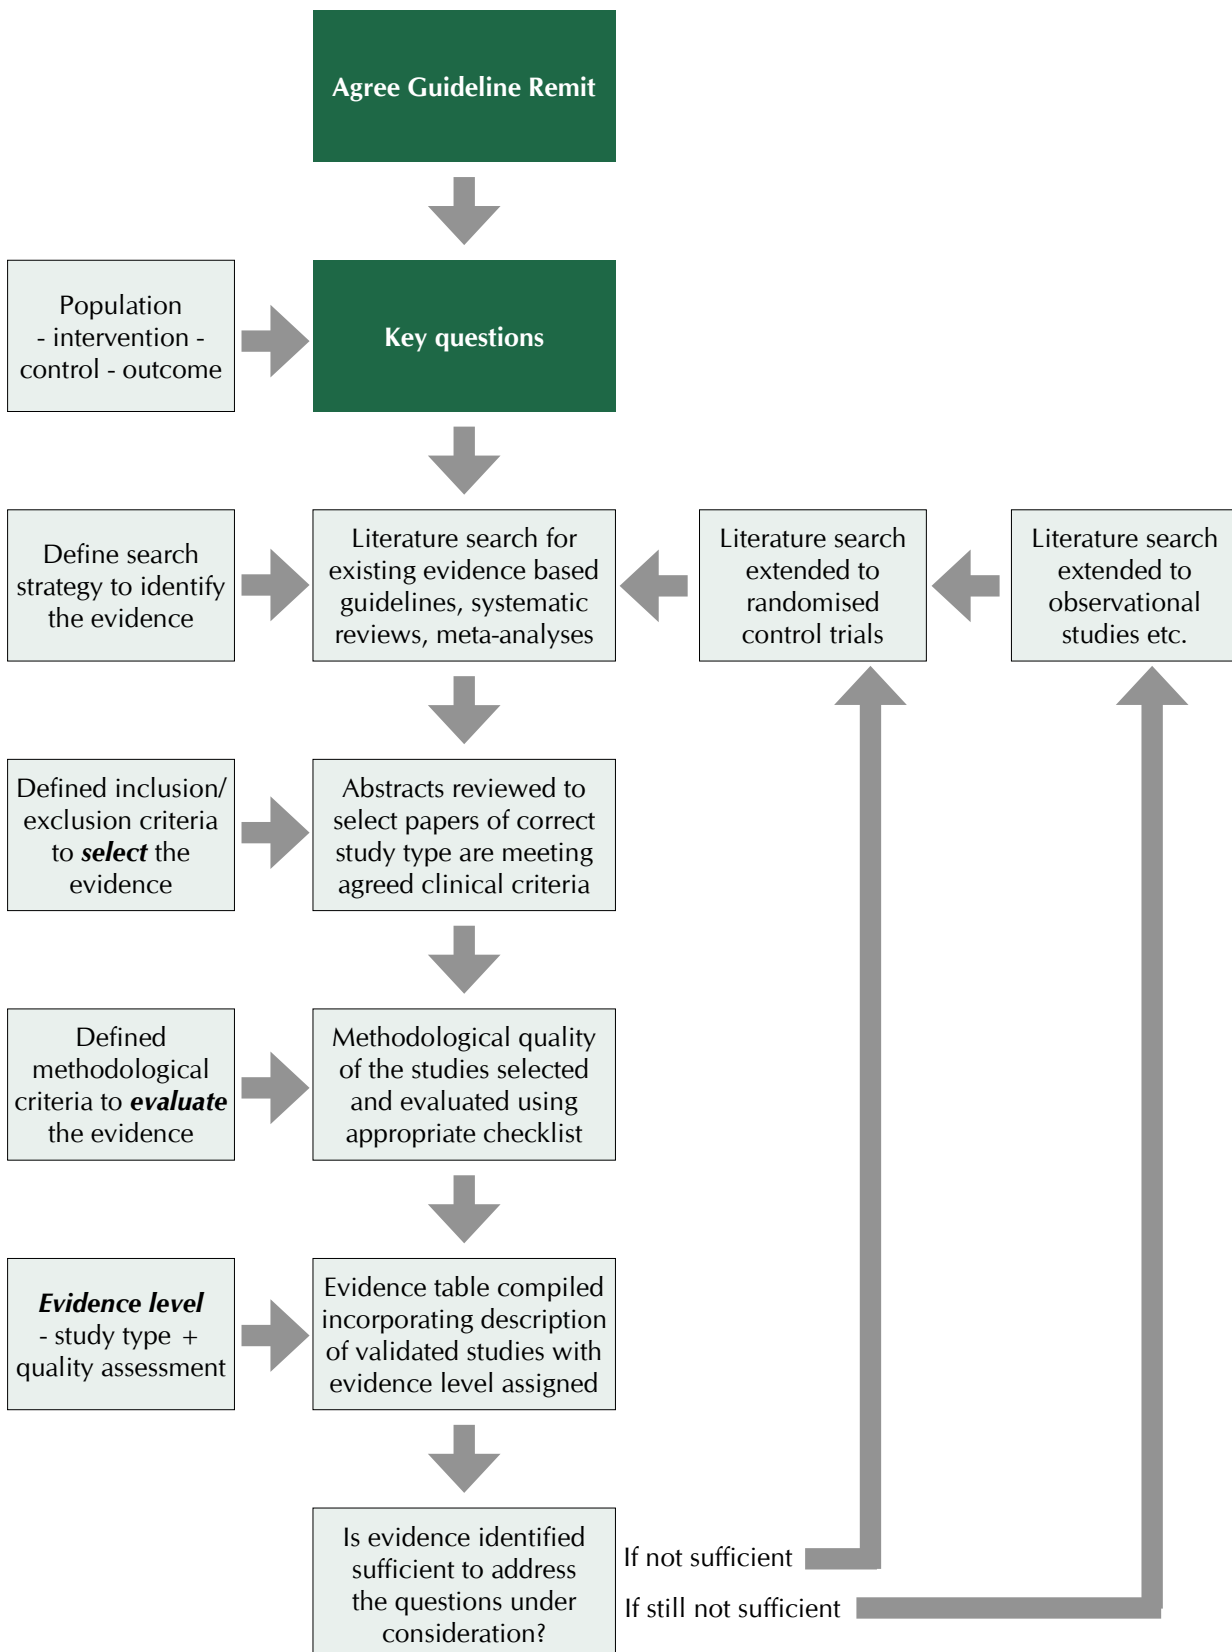 Agree Guideline Remit
Population
- intervention -
control - outcome
Key questions
Define search
strategy to identify
the evidence
Literature search for
existing evidence based
guidelines, systematic
reviews, meta-analyses
Literature search
extended to
randomised
control trials
Literature search
extended to
observational
studies etc.
Defined inclusion/
exclusion criteria
to select the
evidence
Abstracts reviewed to
select papers of correct
study type are meeting
agreed clinical criteria
Defined
methodological
criteria to evaluate
the evidence
Methodological quality
of the studies selected
and evaluated using
appropriate checklist
Evidence level
- study type +
quality assessment
Evidence table compiled
incorporating description
of validated studies with
evidence level assigned
Is evidence identified
sufficient to address
the questions under
consideration?
If not sufficient
If still not sufficient